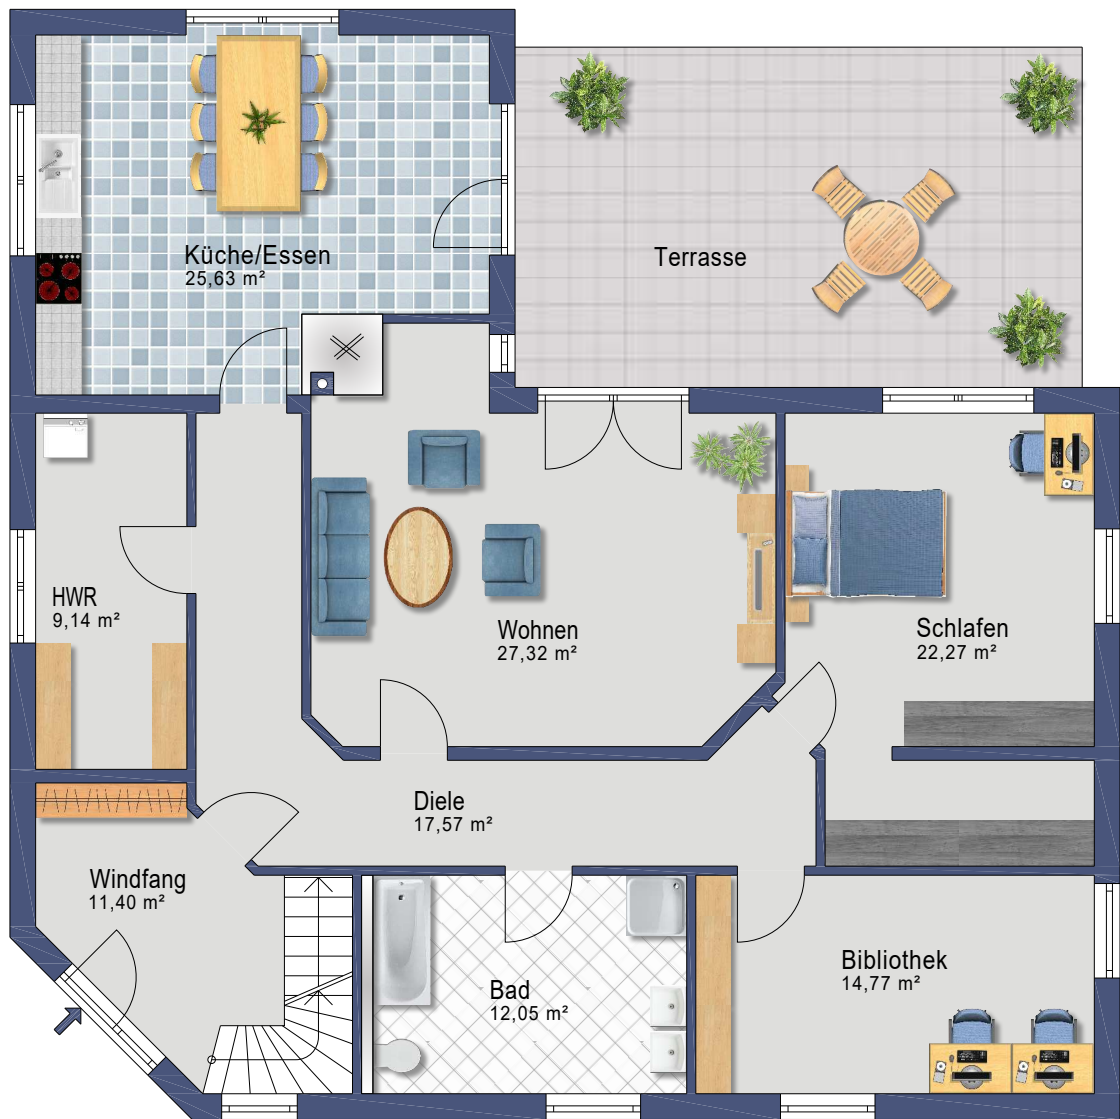 Küche/Essen
25,63 m²
Terrasse
HWR
9,14 m²
Wohnen
27,32 m²
Schlafen
22,27 m²
Diele
17,57 m²
Windfang
11,40 m²
Bad
12,05 m²
Bibliothek
14,77 m²